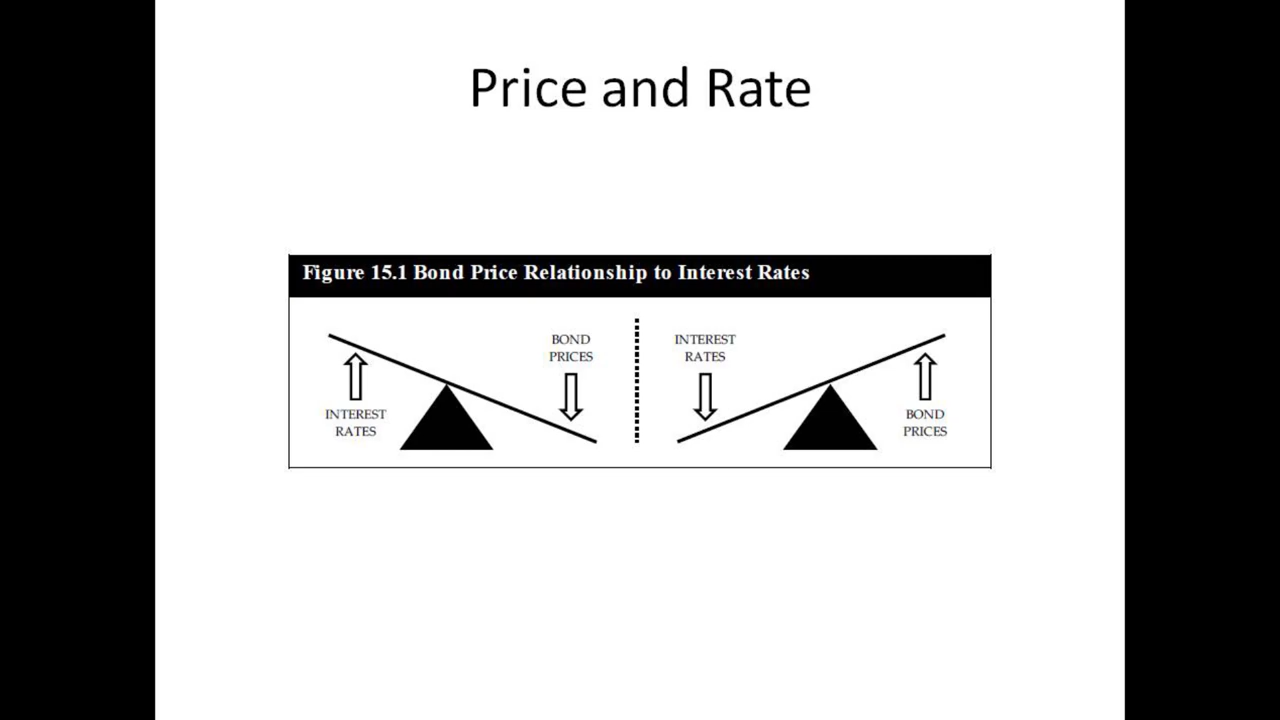 Price and Rate
Figure 15.1 Bond Price Relationship to Interest Rates
INTEREST
RATES
BOND
PRICES
INTEREST
RATES
BOND
PRICES